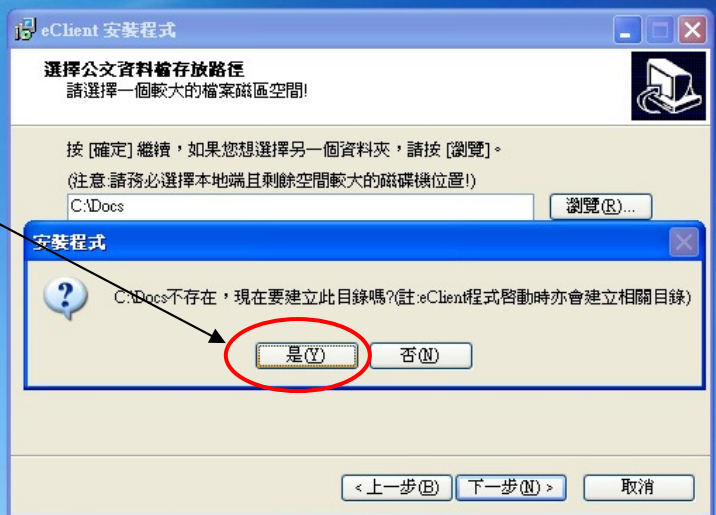 eClient 安裝程式
選擇公文資料檔存放路徑
請選擇一個較大的檔案磁區空間!
按 [確定] 繼續，如果您想選擇另一個資料夾，請按 [瀏覽]。
(注意:請務必選擇本地端且剩餘空間較大的磁碟機位置!)
C:\Docs
瀏覽(R)...
安裝程式
C:\Docs不存在，現在要建立此目錄嗎?(註:eClient程式啓動時亦會建立相關目錄)
是(Y) 否(N)
<上一步(B) 下一步(N)> 取消